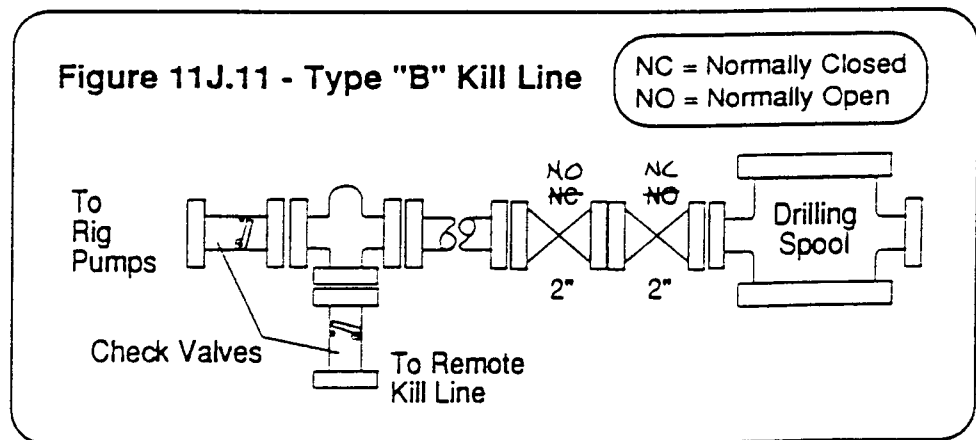 Figure 11J.11 - Type "B" Kill Line
NC = Normally Closed
NO = Normally Open
NO NC
NC NO
To
Rig
Pumps
Drilling
Spool
2" 2"
Check Valves
To Remote
Kill Line